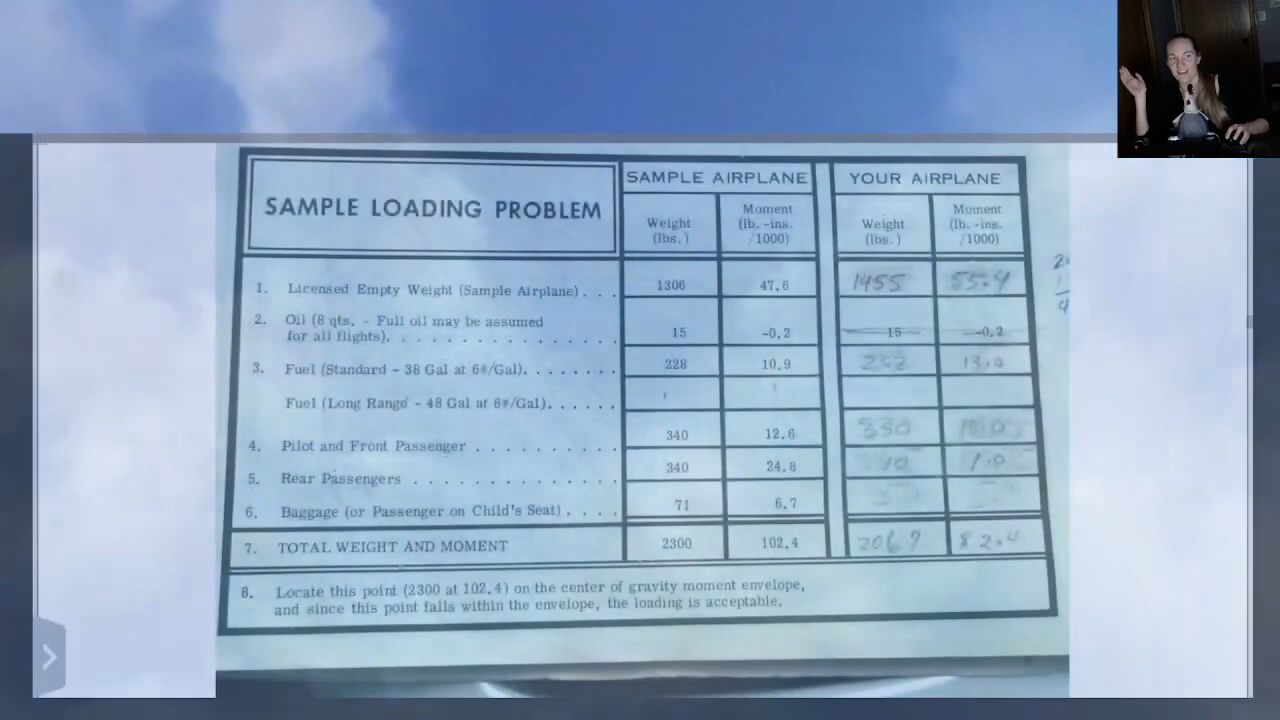 SAMPLE LOADING PROBLEM
SAMPLE AIRPLANE
YOUR AIRPLANE
Weight (lbs.)
Moment (lb. -ins. /1000)
Weight (lbs.)
Moment (lb. -ins. /1000)
1. Licensed Empty Weight (Sample Airplane) . . . 1306 47.6 1455 55.4
2. Oil (8 qts. - Full oil may be assumed
for all flights). . . . . . . . . . . . . . . . 15 -0.2 15 -0.2
3. Fuel (Standard - 38 Gal at 6#/Gal). . . . . . . . 228 10.9 252 13.0
Fuel (Long Range - 48 Gal at 6#/Gal). . . . . .
4. Pilot and Front Passenger . . . . . . . . . . 340 12.6 330
5. Rear Passengers . . . . . . . . . . . . . . 340 24.8 10 1.0
6. Baggage (or Passenger on Child's Seat) . . . . 71 6.7
7. TOTAL WEIGHT AND MOMENT 2300 102.4 2067 82.4
8. Locate this point (2300 at 102.4) on the center of gravity moment envelope,
and since this point falls within the envelope, the loading is acceptable.